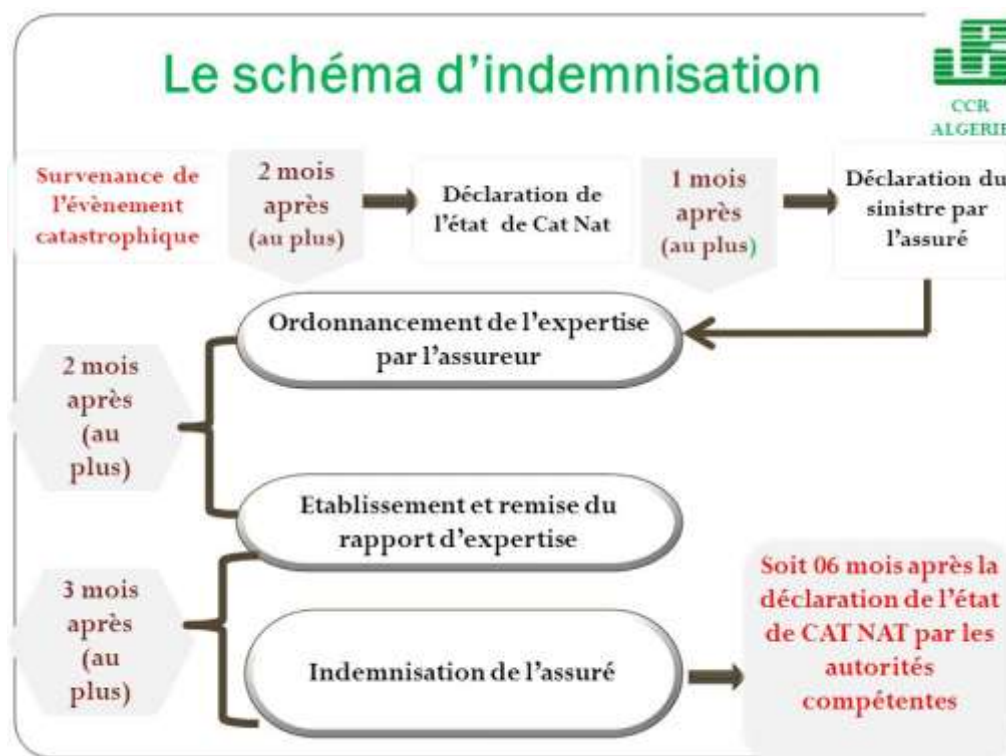 Le schéma d'indemnisation
CCR
ALGERIE
Survenance de
l'évènement
catastrophique
2 mois
après
(au plus)
Déclaration de
l'état de Cat Nat
1 mois
après
(au plus)
Déclaration du
sinistre par
l'assuré
Ordonnancement de l'expertise
par l'assureur
2 mois
après
(au
plus)
Etablissement et remise du
rapport d'expertise
3 mois
après
(au
plus)
Indemnisation de l'assuré
Soit 06 mois après la
déclaration de l'état
de CAT NAT par les
autorités
compétentes